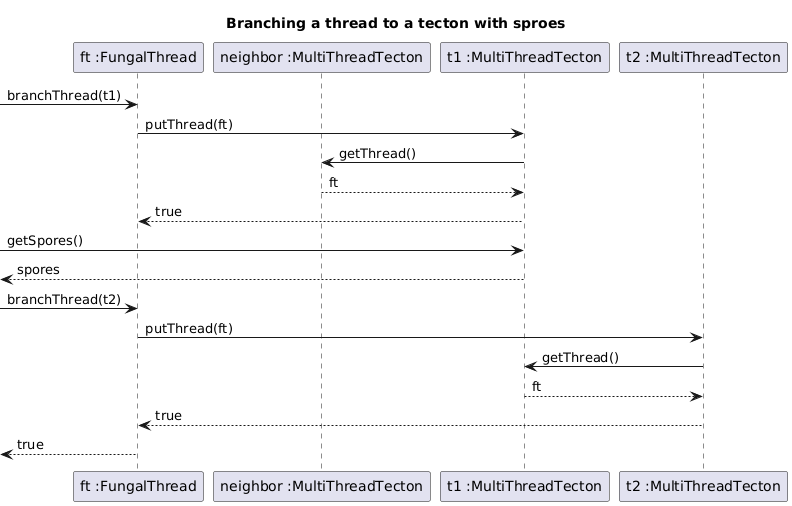 Branching a thread to a tecton with sproes
ft :FungalThread
neighbor :MultiThreadTecton
t1 :MultiThreadTecton
t2 :MultiThreadTecton
branchThread(t1)
putThread(ft)
getThread()
ft
true
getSpores()
spores
branchThread(t2)
putThread(ft)
getThread()
ft
true
true
ft :FungalThread
neighbor :MultiThreadTecton
t1 :MultiThreadTecton
t2 :MultiThreadTecton